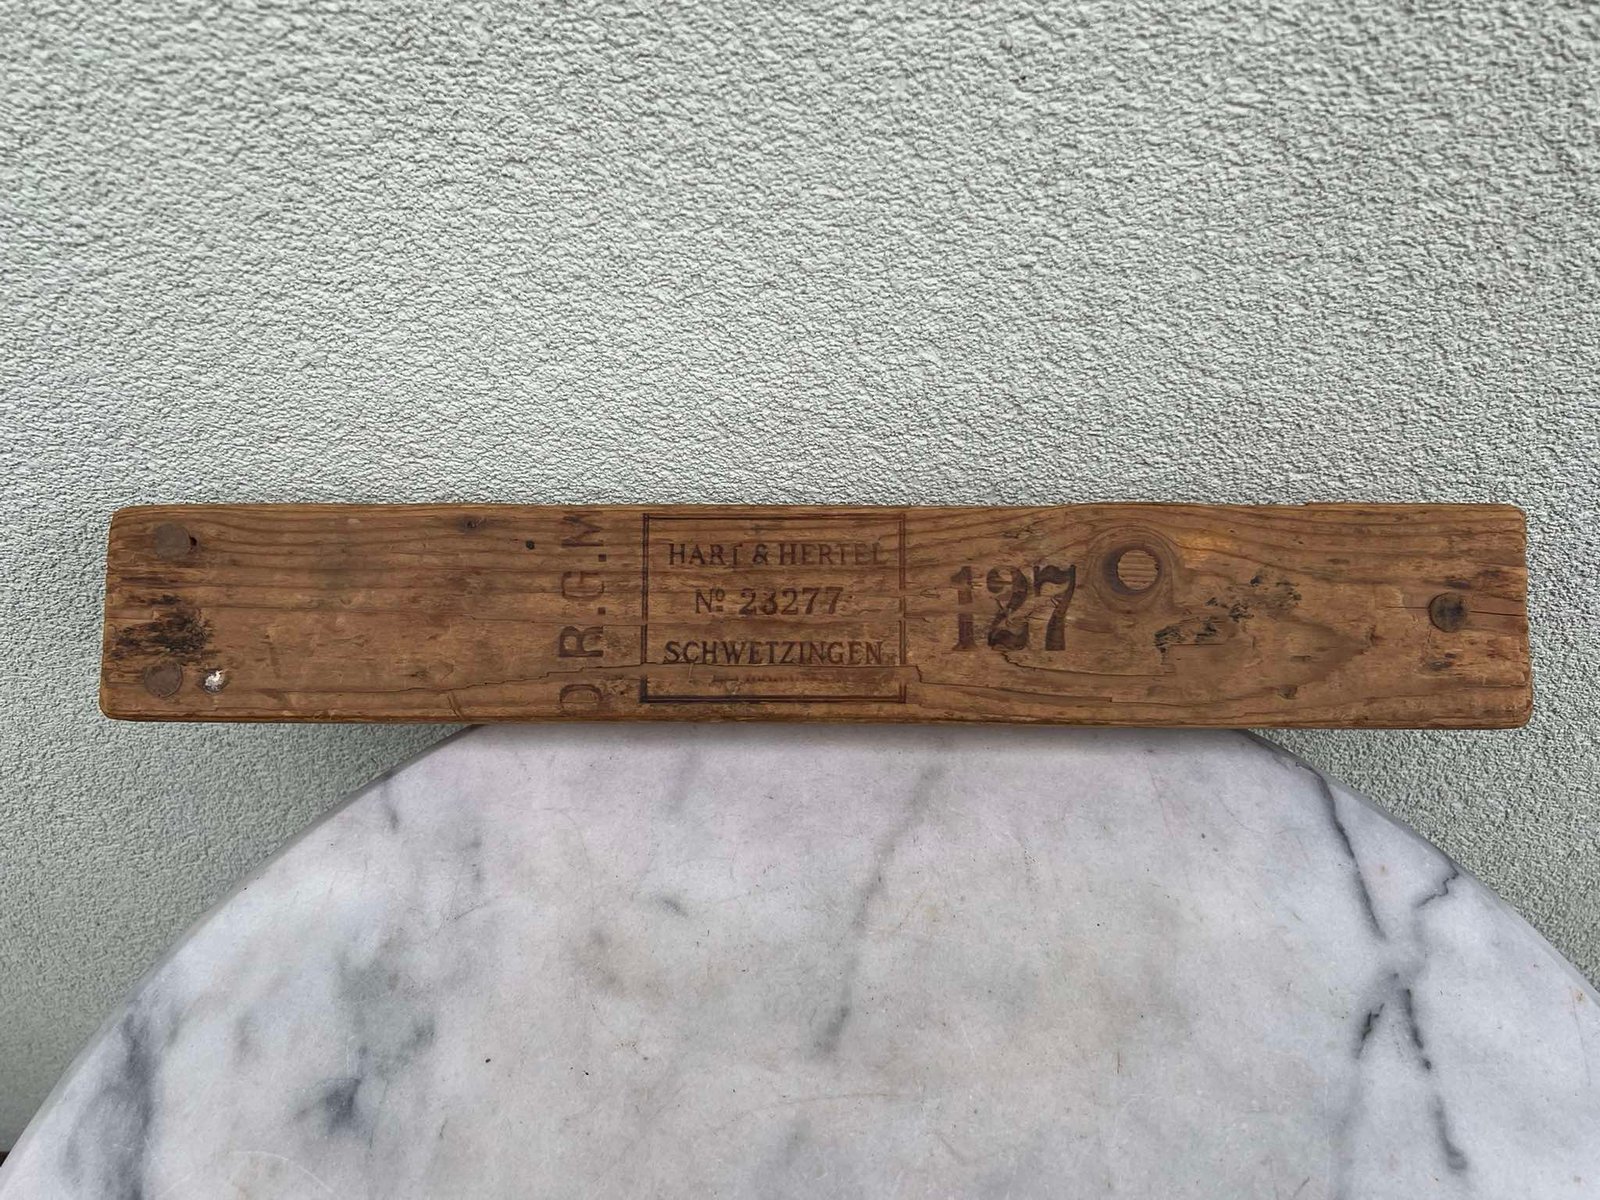 D.R.G.M
HART & HERTEL
Nº 23277
SCHWETZINGEN
127